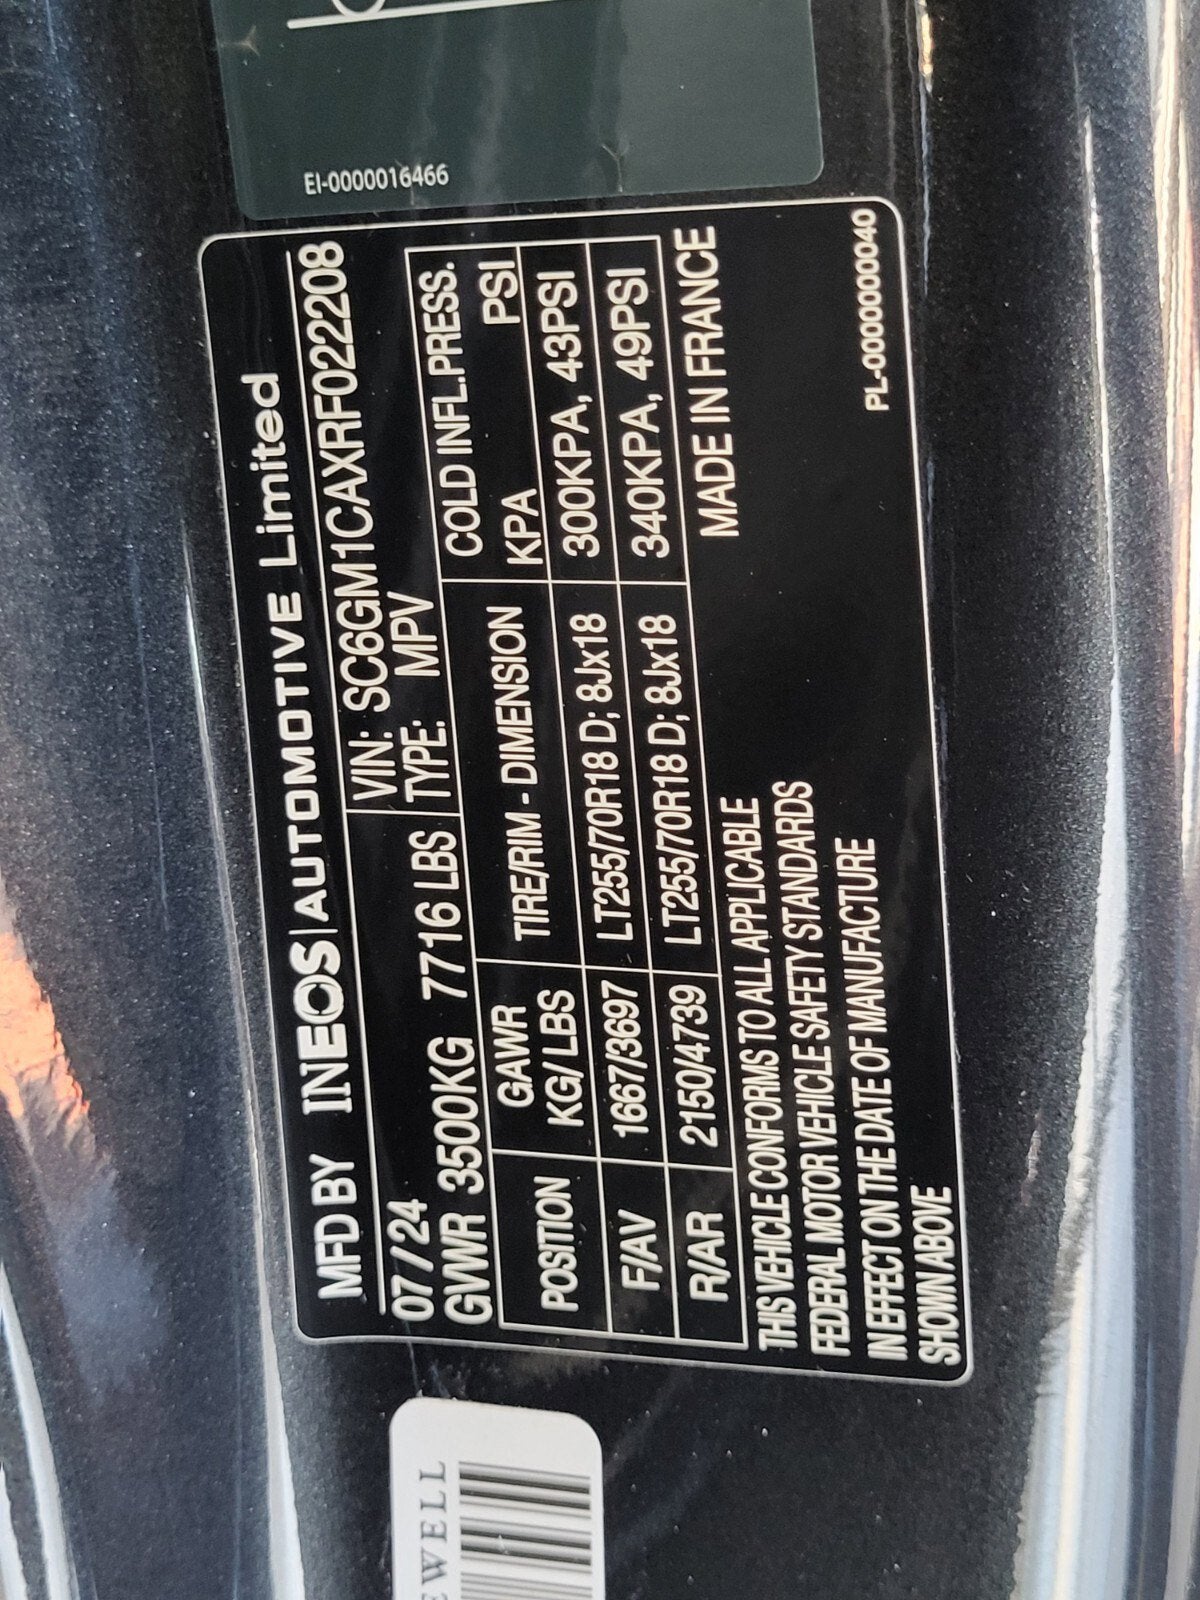 EI-0000016466
MFD BY INEOS|AUTOMOTIVE Limited
07/24 VIN: SC6GM1CAXRF022208
GVWR 3500KG 7716 LBS TYPE: MPV
POSITION GAWR KG/LBS TIRE/RIM - DIMENSION COLD INFL.PRESS. KPA PSI
F/AV 1667/3697 LT255/70R18 D; 8Jx18 300KPA, 43PSI
R/AR 2150/4739 LT255/70R18 D; 8Jx18 340KPA, 49PSI
THIS VEHICLE CONFORMS TO ALL APPLICABLE MADE IN FRANCE
FEDERAL MOTOR VEHICLE SAFETY STANDARDS
IN EFFECT ON THE DATE OF MANUFACTURE
SHOWN ABOVE
PL-0000000040
EWELL